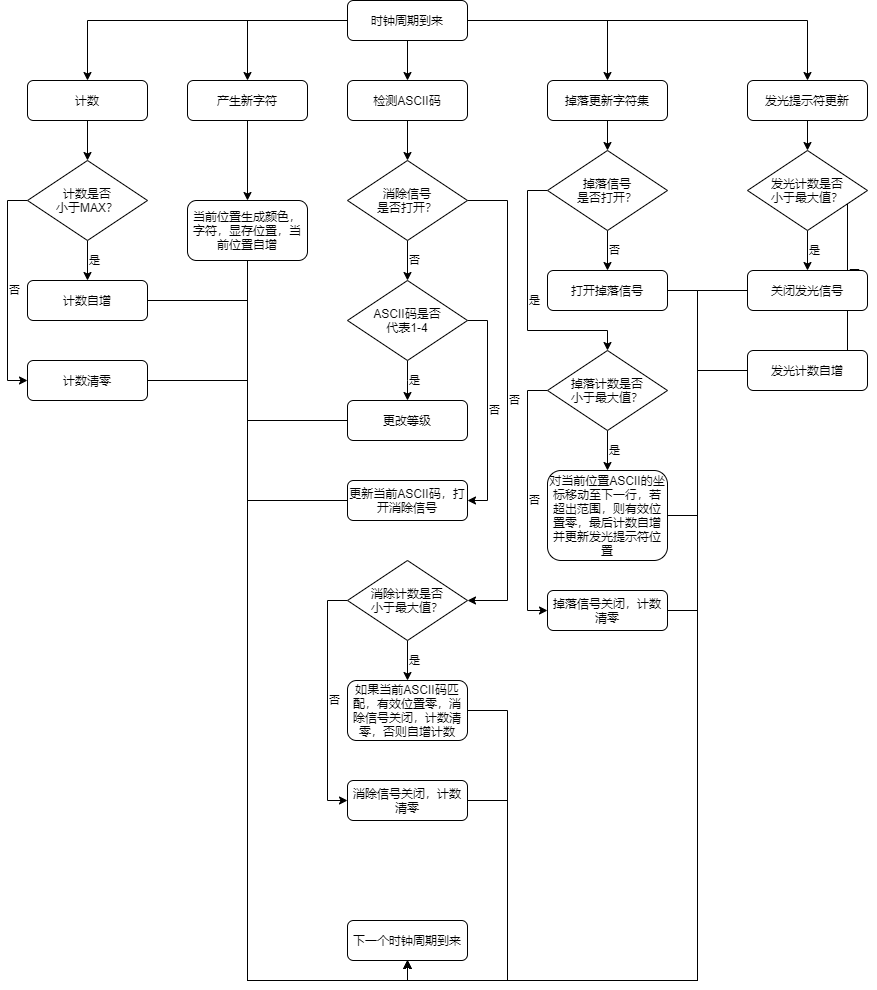 时钟周期到来
计数
产生新字符
检测ASCII码
掉落更新字符集
发光提示符更新
计数是否
小于MAX？
是
否
计数自增
计数清零
当前位置生成颜色，
字符，显存位置，当
前位置自增
消除信号
是否打开？
否
ASCII码是否
代表1-4
是
否
否
更改等级
更新当前ASCII码，打
开消除信号
消除计数是否
小于最大值？
是
否
如果当前ASCII码匹
配，有效位置零，消
除信号关闭，计数清
零，否则自增计数
消除信号关闭，计数
清零
掉落信号
是否打开？
否
是
打开掉落信号
掉落计数是否
小于最大值？
是
否
对当前位置ASCII的坐
标移动至下一行，若
超出范围，则有效位
置零，最后计数自增
并更新发光提示符位
置
掉落信号关闭，计数
清零
发光计数是否
小于最大值？
是
关闭发光信号
发光计数自增
下一个时钟周期到来